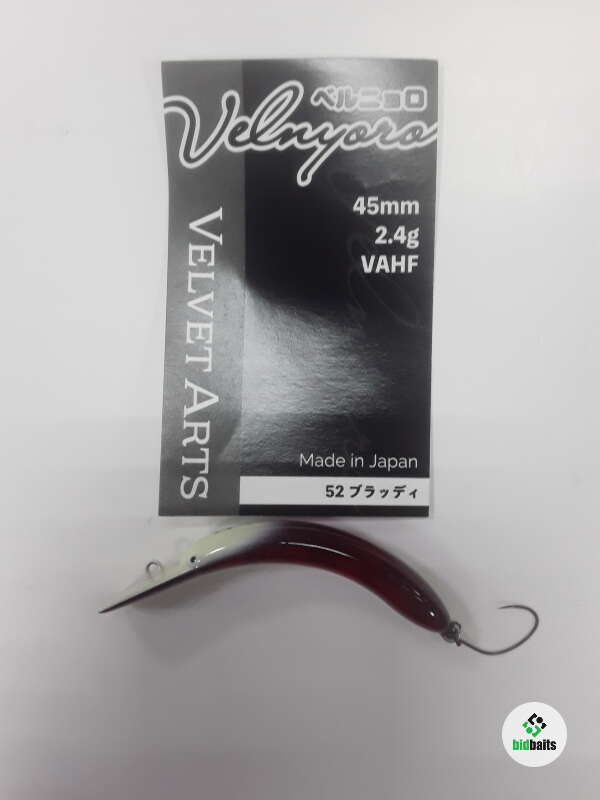 ベルニョロ
Velnyoro
45mm
2.4g
VAHF
VELVET ARTS
Made in Japan
52 ブラッディ
bidbaits